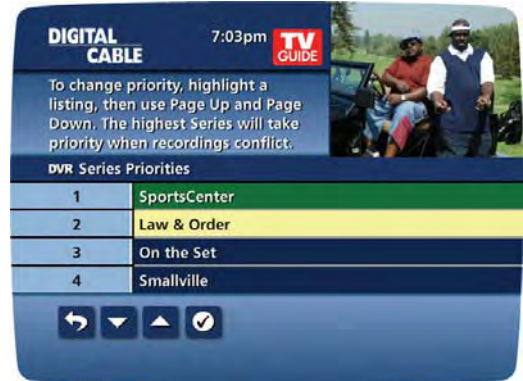 DIGITAL
CABLE
7:03pm
TV
GUIDE
To change priority, highlight a
listing, then use Page Up and Page
Down. The highest Series will take
priority when recordings conflict.
DVR Series Priorities
1 SportsCenter
2 Law & Order
3 On the Set
4 Smallville